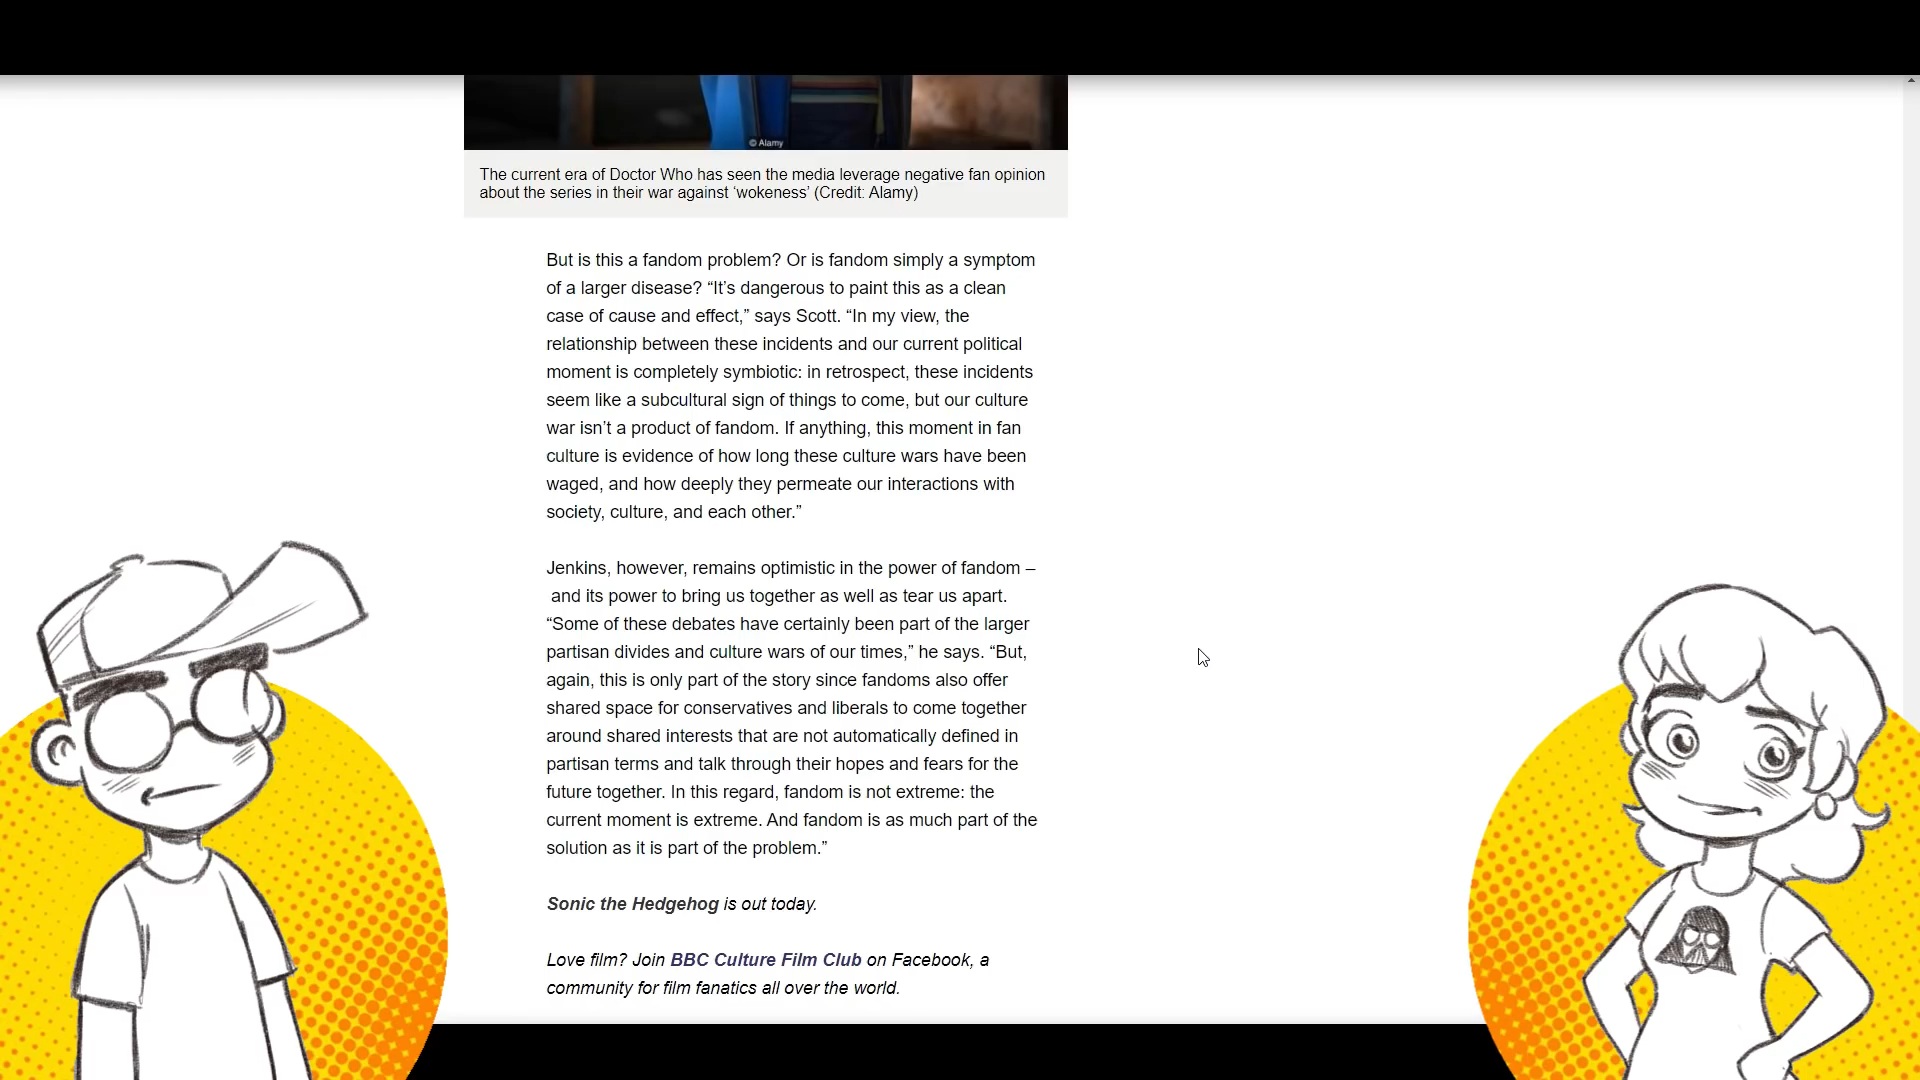 © Alamy
The current era of Doctor Who has seen the media leverage negative fan opinion
about the series in their war against ‘wokeness’ (Credit: Alamy)
But is this a fandom problem? Or is fandom simply a symptom
of a larger disease? “It’s dangerous to paint this as a clean
case of cause and effect,” says Scott. “In my view, the
relationship between these incidents and our current political
moment is completely symbiotic: in retrospect, these incidents
seem like a subcultural sign of things to come, but our culture
war isn’t a product of fandom. If anything, this moment in fan
culture is evidence of how long these culture wars have been
waged, and how deeply they permeate our interactions with
society, culture, and each other.”
Jenkins, however, remains optimistic in the power of fandom –
and its power to bring us together as well as tear us apart.
“Some of these debates have certainly been part of the larger
partisan divides and culture wars of our times,” he says. “But,
again, this is only part of the story since fandoms also offer
shared space for conservatives and liberals to come together
around shared interests that are not automatically defined in
partisan terms and talk through their hopes and fears for the
future together. In this regard, fandom is not extreme: the
current moment is extreme. And fandom is as much part of the
solution as it is part of the problem.”
Sonic the Hedgehog is out today.
Love film? Join BBC Culture Film Club on Facebook, a
community for film fanatics all over the world.